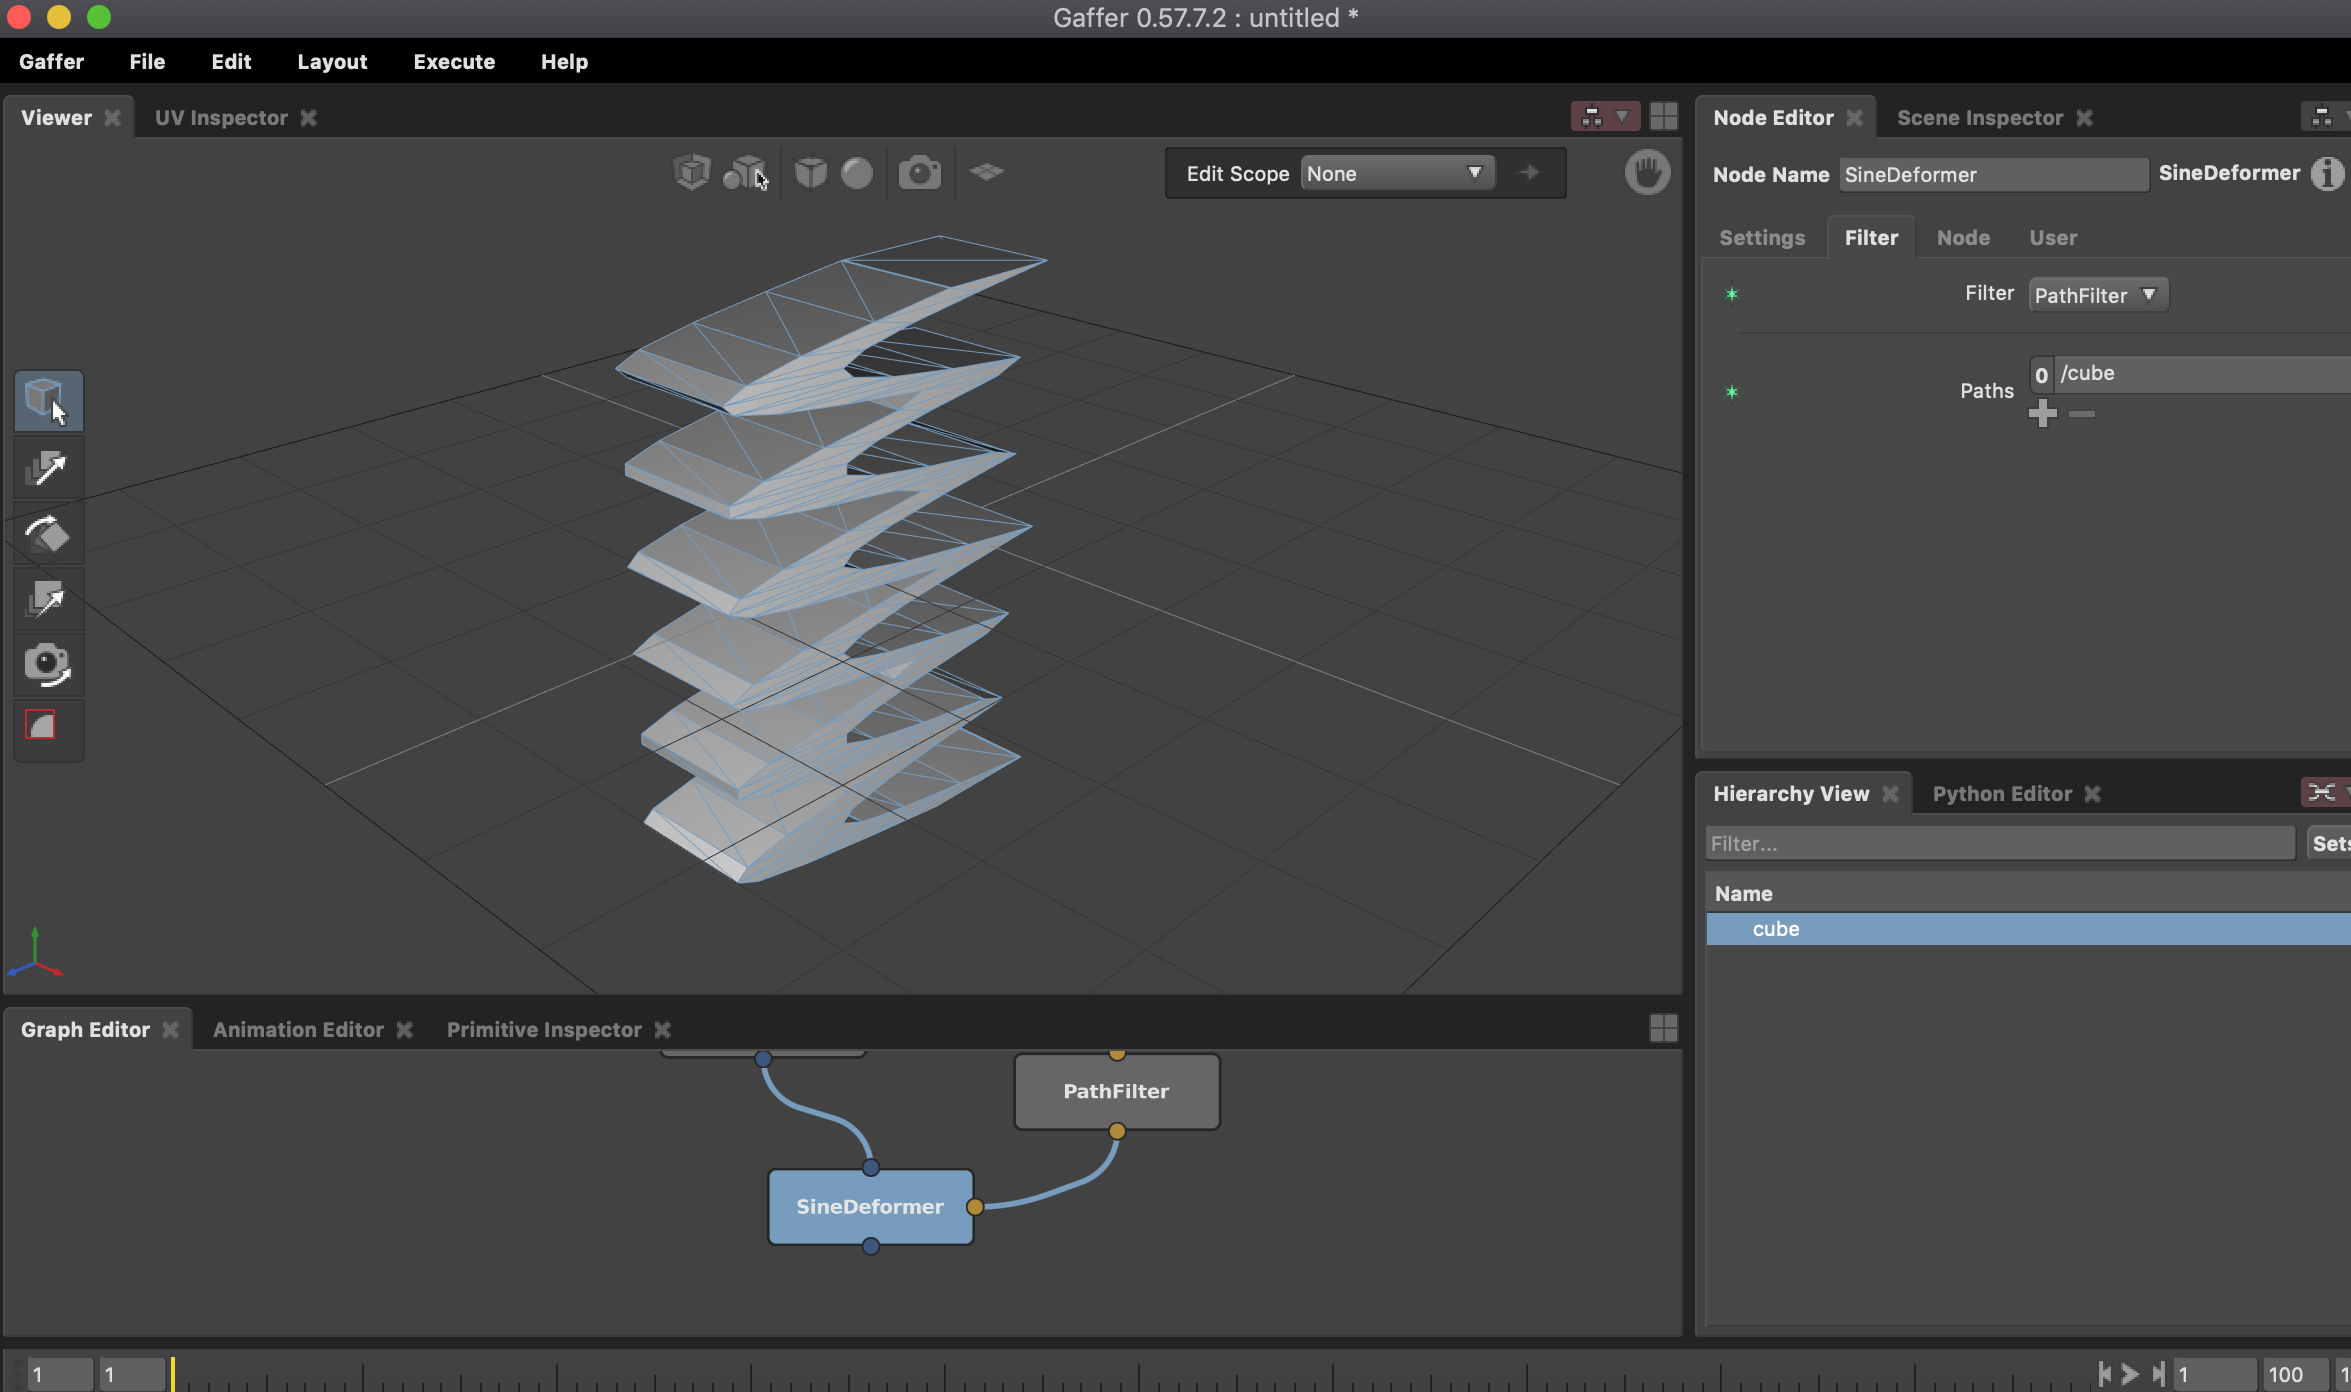 Gaffer 0.57.7.2 : untitled *
Gaffer File Edit Layout Execute Help
Viewer UV Inspector
Edit Scope None
Node Editor Scene Inspector
Node Name SineDeformer SineDeformer
Settings Filter Node User
Filter PathFilter
Paths 0 /cube
Hierarchy View Python Editor
Filter... Sets
Name
cube
Graph Editor Animation Editor Primitive Inspector
PathFilter
SineDeformer
1 1 1 100